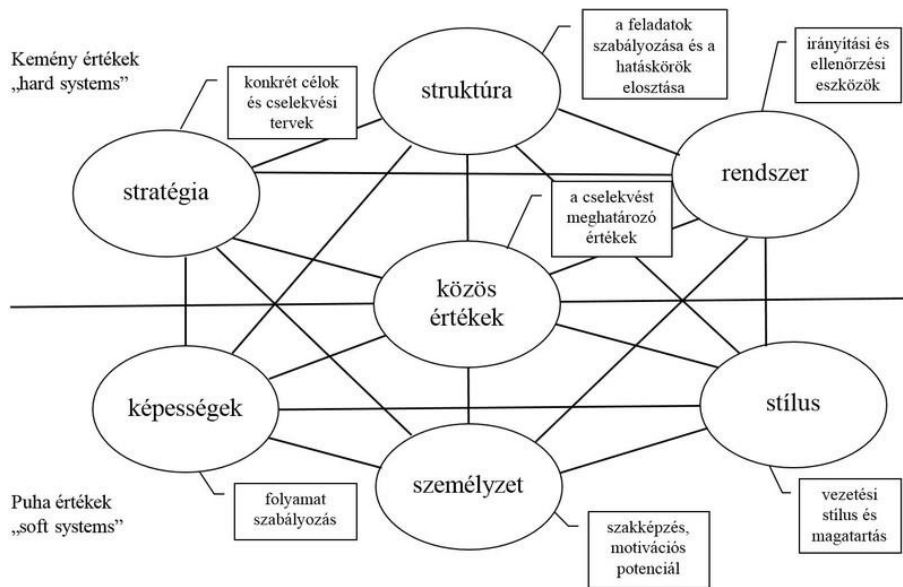 Kemény értékek
„hard systems”
konkrét célok
és cselekvési
tervek
struktúra
a feladatok
szabályozása és a
hatáskörök
elosztása
irányítási és
ellenőrzési
eszközök
stratégia
rendszer
a cselekvést
meghatározó
értékek
közös
értékek
képességek
stílus
személyzet
Puha értékek
„soft systems”
folyamat
szabályozás
szakképzés,
motivációs
potenciál
vezetési
stílus és
magatartás